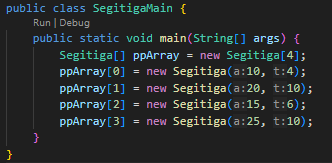 public class SegitigaMain {
Run | Debug
public static void main(String[] args) {
Segitiga[] ppArray = new Segitiga[4];
ppArray[0] = new Segitiga(a:10, t:4);
ppArray[1] = new Segitiga(a:20, t:10);
ppArray[2] = new Segitiga(a:15, t:6);
ppArray[3] = new Segitiga(a:25, t:10);
}
}